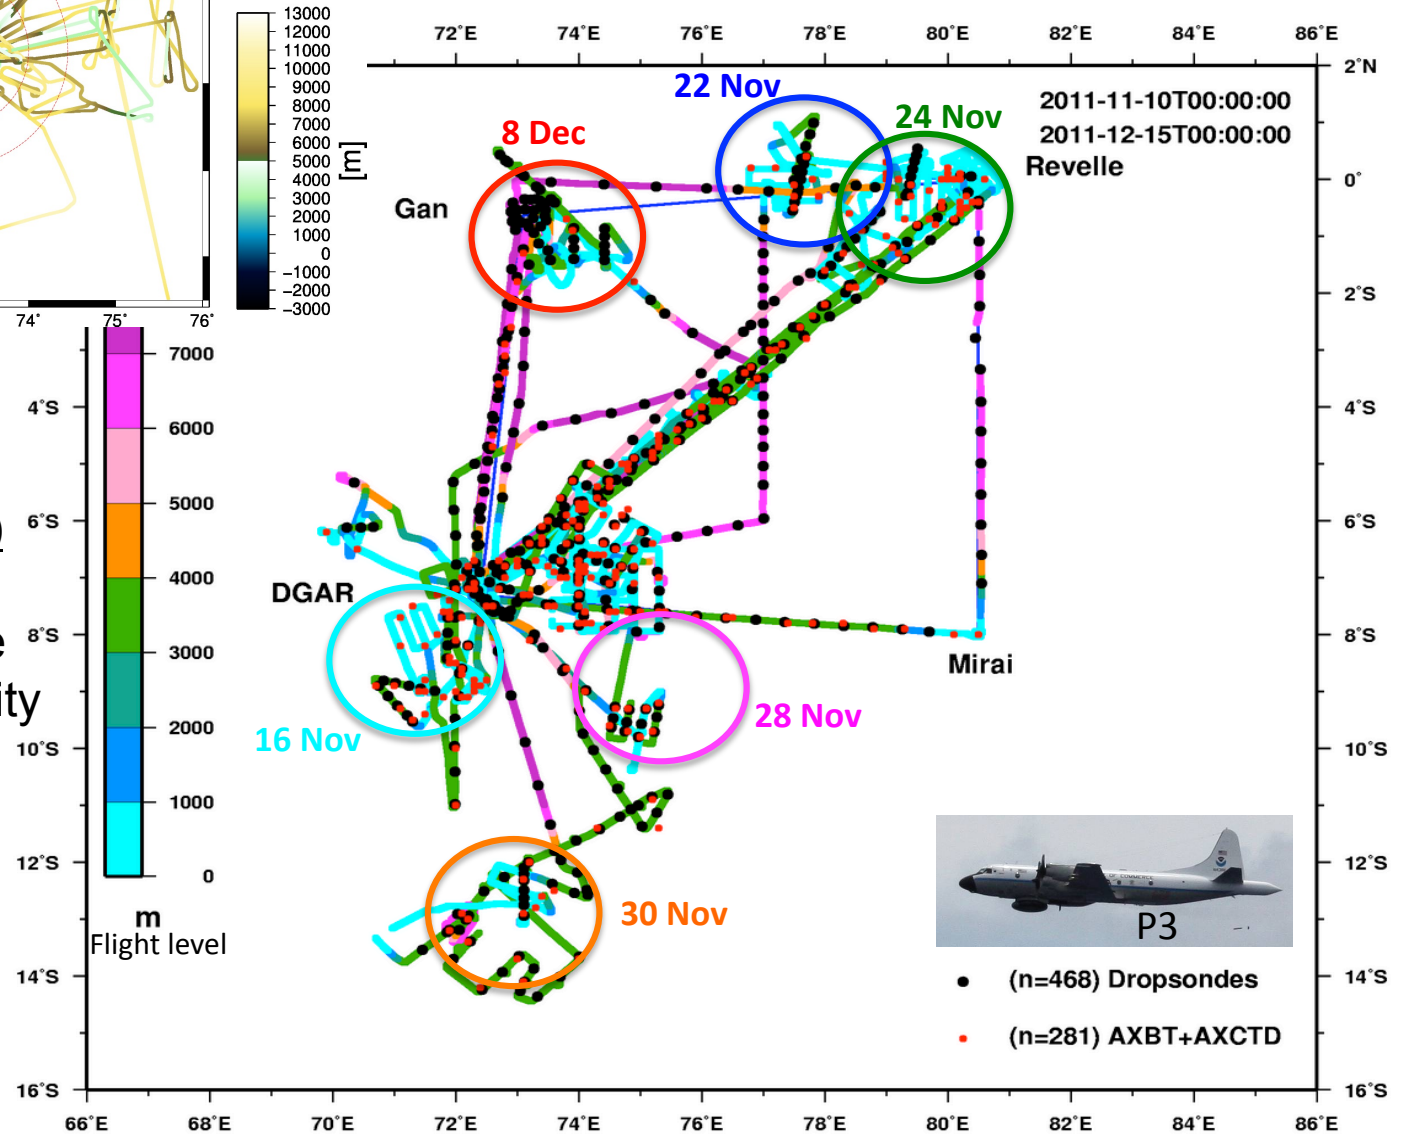 13000
12000
11000
10000
9000
8000
7000
6000
5000
4000
3000
2000
1000
0
−1000
−2000
−3000
[m]
74˚ 75˚ 76˚
72˚E 74˚E 76˚E 78˚E 80˚E 82˚E 84˚E 86˚E
2˚N
0˚
2˚S
4˚S
6˚S
8˚S
10˚S
12˚S
14˚S
16˚S
2011-11-10T00:00:00
2011-12-15T00:00:00
Revelle
22 Nov
24 Nov
8 Dec
Gan
DGAR
Mirai
16 Nov
28 Nov
30 Nov
7000
6000
5000
4000
3000
2000
1000
0
m
Flight level
ity
4˚S
6˚S
8˚S
10˚S
12˚S
14˚S
16˚S
OF COMMERCE
P3
(n=468) Dropsondes
(n=281) AXBT+AXCTD
66˚E 68˚E 70˚E 72˚E 74˚E 76˚E 78˚E 80˚E 82˚E 84˚E 86˚E